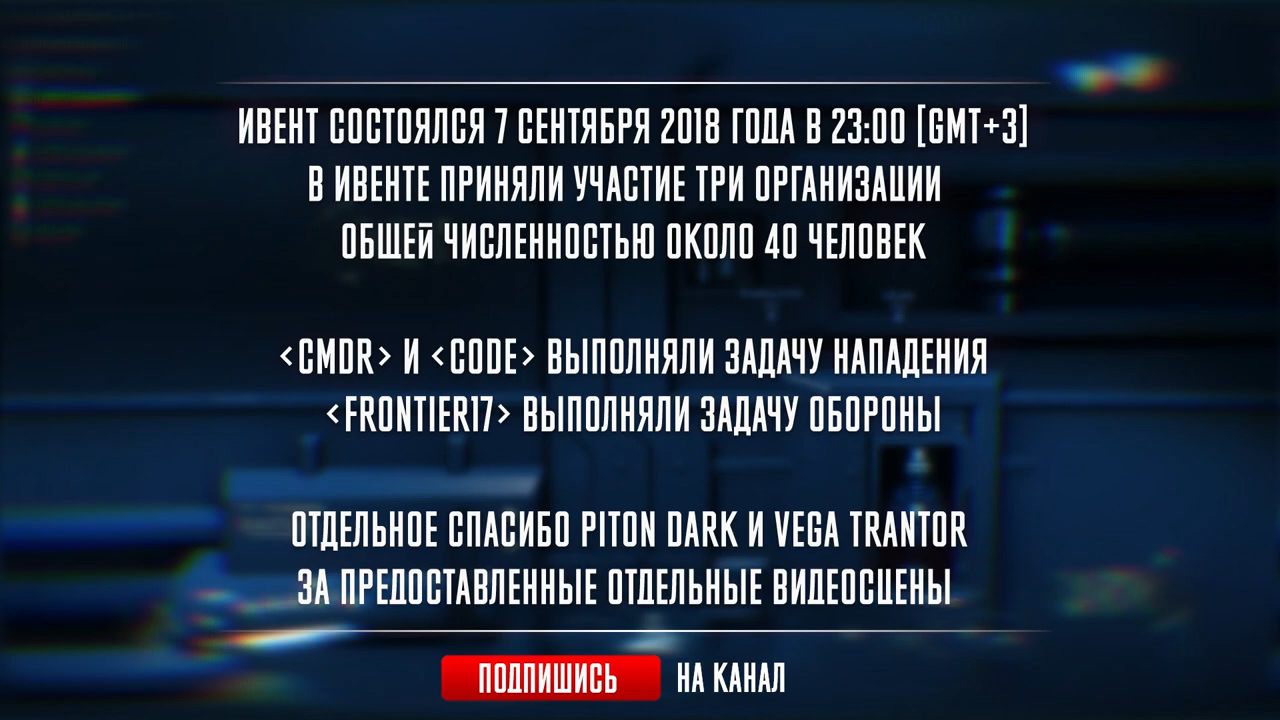 ИВЕНТ СОСТОЯЛСЯ 7 СЕНТЯБРЯ 2018 ГОДА В 23:00 [GMT+3]
В ИВЕНТЕ ПРИНЯЛИ УЧАСТИЕ ТРИ ОРГАНИЗАЦИИ
ОБЩЕЙ ЧИСЛЕННОСТЬЮ ОКОЛО 40 ЧЕЛОВЕК
<CMDR> И <CODE> ВЫПОЛНЯЛИ ЗАДАЧУ НАПАДЕНИЯ
<FRONTIER17> ВЫПОЛНЯЛИ ЗАДАЧУ ОБОРОНЫ
ОТДЕЛЬНОЕ СПАСИБО PITON DARK И VEGA TRANTOR
ЗА ПРЕДОСТАВЛЕННЫЕ ОТДЕЛЬНЫЕ ВИДЕОСЦЕНЫ
ПОДПИШИСЬ НА КАНАЛ